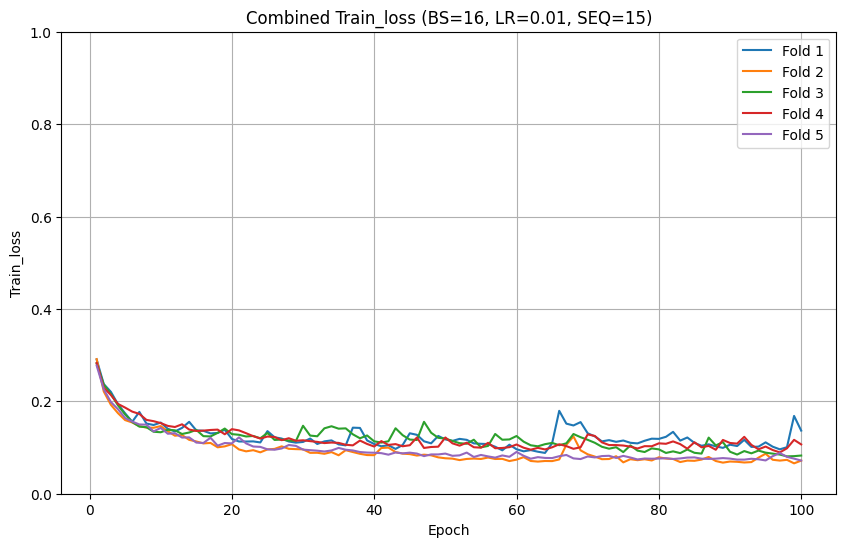 Combined Train_loss (BS=16, LR=0.01, SEQ=15)
1.0
0.8
0.6
0.4
0.2
0.0
Train_loss
Fold 1
Fold 2
Fold 3
Fold 4
Fold 5
0 20 40 60 80 100
Epoch